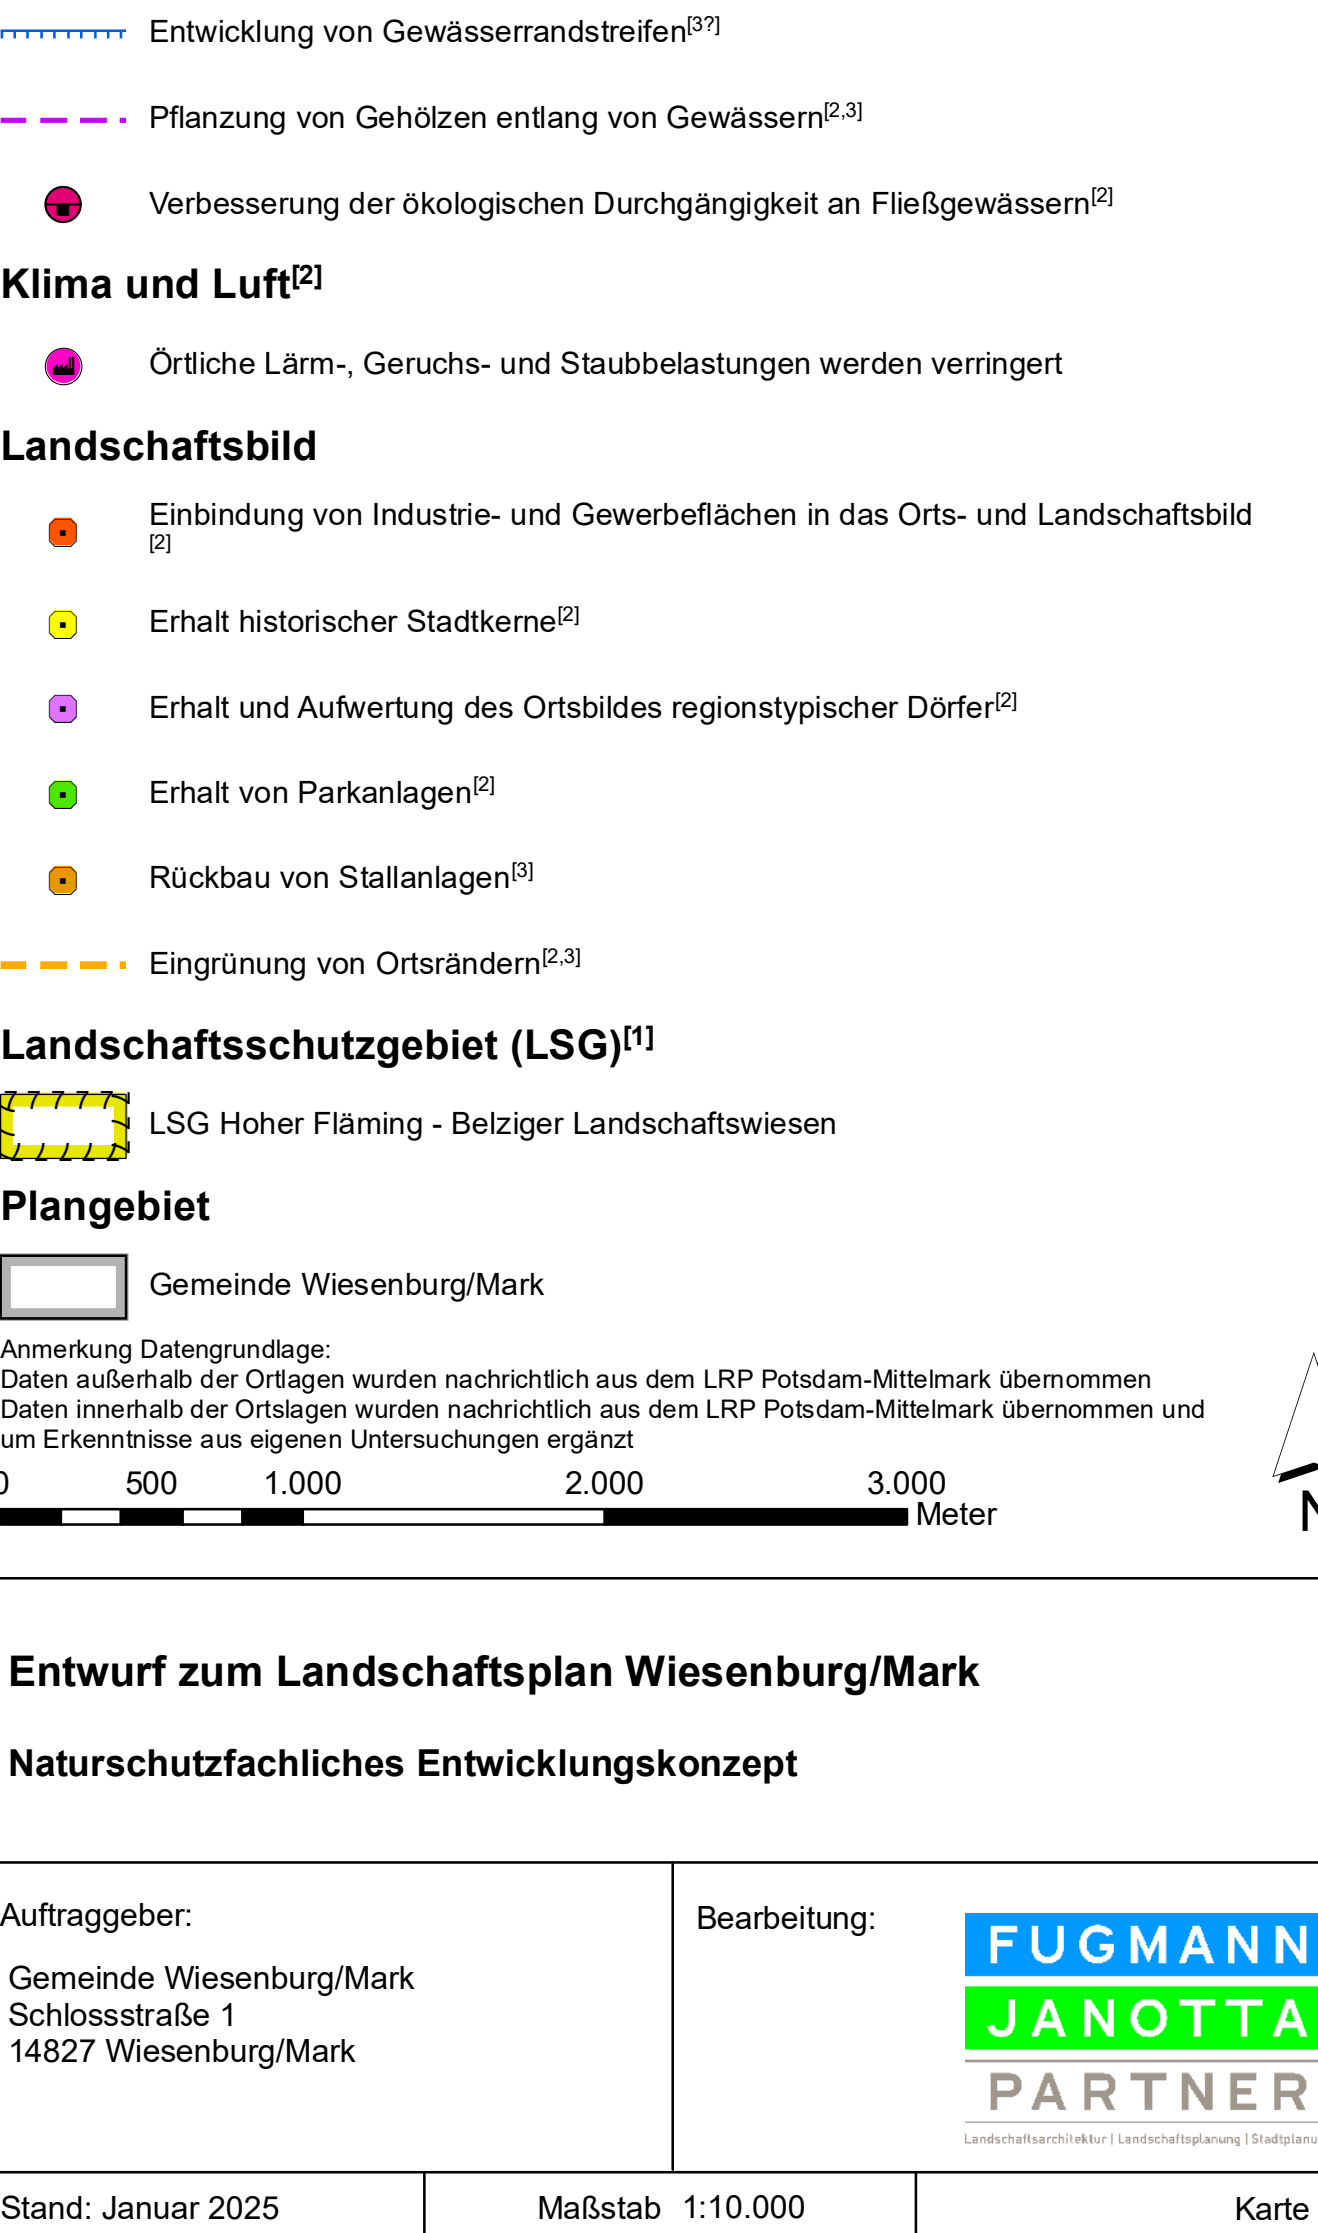 Entwicklung von Gewässerrandstreifen[3?]
Pflanzung von Gehölzen entlang von Gewässern[2,3]
Verbesserung der ökologischen Durchgängigkeit an Fließgewässern[2]
Klima und Luft[2]
Örtliche Lärm-, Geruchs- und Staubbelastungen werden verringert
Landschaftsbild
Einbindung von Industrie- und Gewerbeflächen in das Orts- und Landschaftsbild
[2]
Erhalt historischer Stadtkerne[2]
Erhalt und Aufwertung des Ortsbildes regionstypischer Dörfer[2]
Erhalt von Parkanlagen[2]
Rückbau von Stallanlagen[3]
Eingrünung von Ortsrändern[2,3]
Landschaftsschutzgebiet (LSG)[1]
LSG Hoher Fläming - Belziger Landschaftswiesen
Plangebiet
Gemeinde Wiesenburg/Mark
Anmerkung Datengrundlage:
Daten außerhalb der Ortlagen wurden nachrichtlich aus dem LRP Potsdam-Mittelmark übernommen
Daten innerhalb der Ortslagen wurden nachrichtlich aus dem LRP Potsdam-Mittelmark übernommen und
um Erkenntnisse aus eigenen Untersuchungen ergänzt
0 500 1.000 2.000 3.000
Meter
N
Entwurf zum Landschaftsplan Wiesenburg/Mark
Naturschutzfachliches Entwicklungskonzept
Auftraggeber:
Gemeinde Wiesenburg/Mark
Schlossstraße 1
14827 Wiesenburg/Mark
Bearbeitung:
FUGMANN
JANOTTA
PARTNER
Landschaftsarchitektur | Landschaftsplanung | Stadtplanu
Stand: Januar 2025
Maßstab 1:10.000
Karte